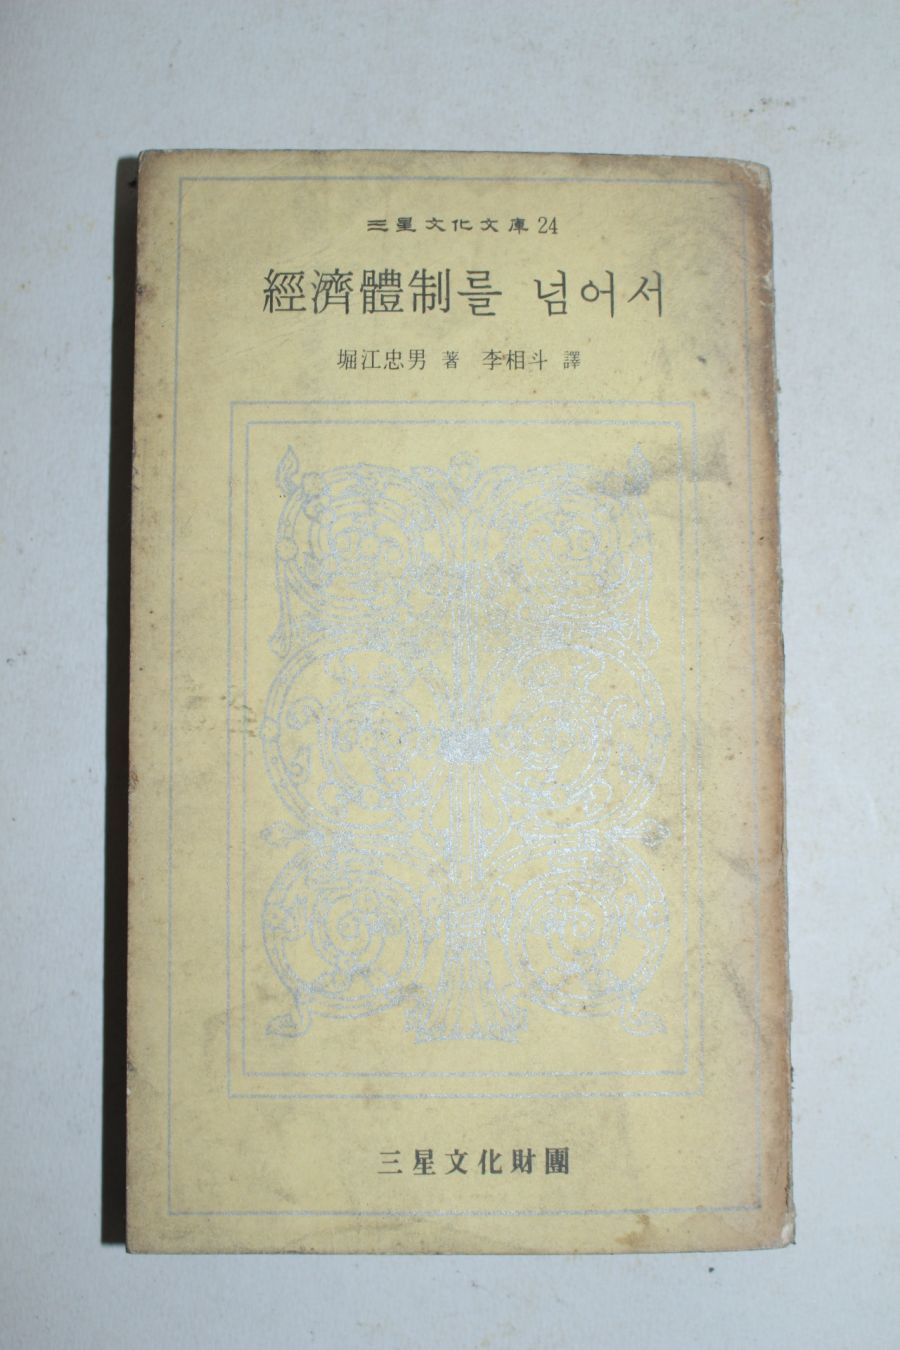 三星文化文庫 24
經濟體制를 넘어서
堀江忠男 著 李相斗 譯
三星文化財團